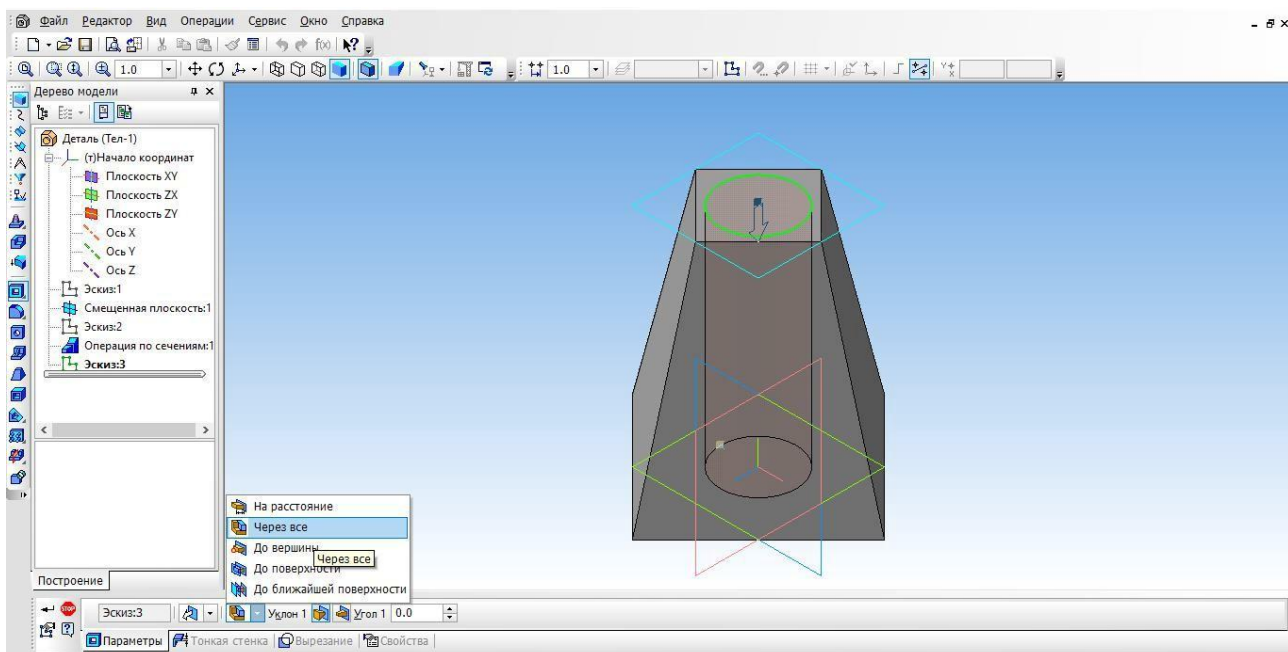 Файл Редактор Вид Операции Сервис Окно Справка
f(x)
1.0 1.0
Дерево модели
Деталь (Тел-1)
(т)Начало координат
Плоскость XY
Плоскость ZX
Плоскость ZY
Ось X
Ось Y
Ось Z
Эскиз:1
Смещенная плоскость:1
Эскиз:2
Операция по сечениям:1
Эскиз:3
На расстояние
Через все
До вершины
Через все
До поверхности
До ближайшей поверхности
Построение
STOP Эскиз:3 Уклон 1 Угол 1 0.0
Параметры Тонкая стенка Вырезание Свойства